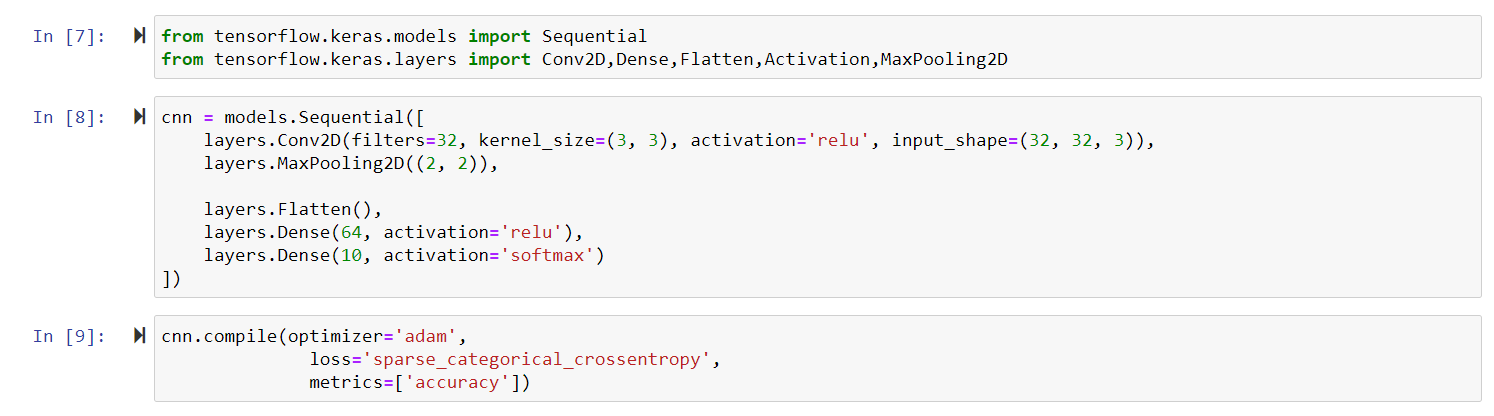 In [7]:
from tensorflow.keras.models import Sequential
from tensorflow.keras.layers import Conv2D,Dense,Flatten,Activation,MaxPooling2D
In [8]:
cnn = models.Sequential([
    layers.Conv2D(filters=32, kernel_size=(3, 3), activation='relu', input_shape=(32, 32, 3)),
    layers.MaxPooling2D((2, 2)),

    layers.Flatten(),
    layers.Dense(64, activation='relu'),
    layers.Dense(10, activation='softmax')
])
In [9]:
cnn.compile(optimizer='adam',
              loss='sparse_categorical_crossentropy',
              metrics=['accuracy'])